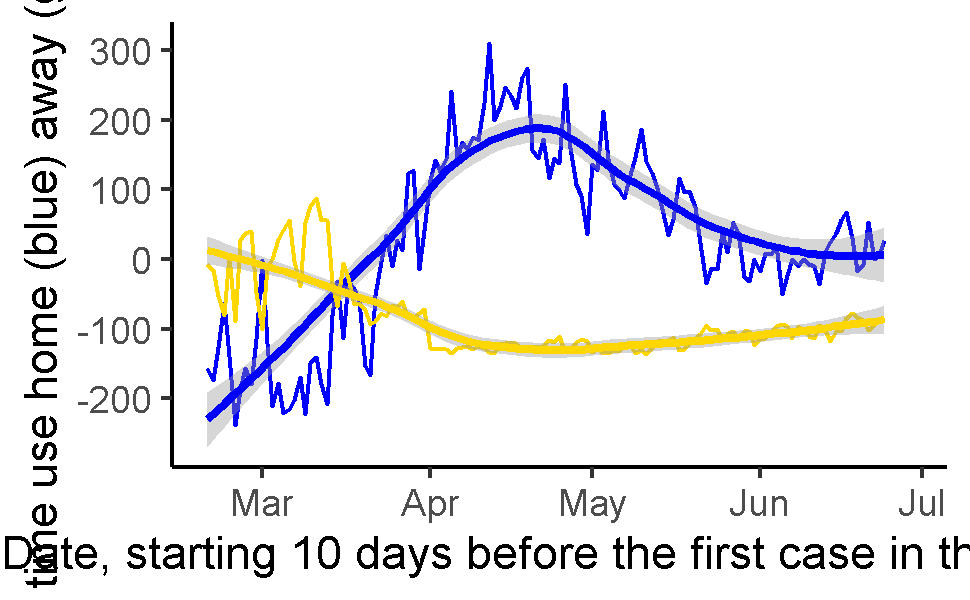 time use home (blue) away (
300
200
100
0
-100
-200
Mar Apr May Jun Jul
Date, starting 10 days before the first case in th